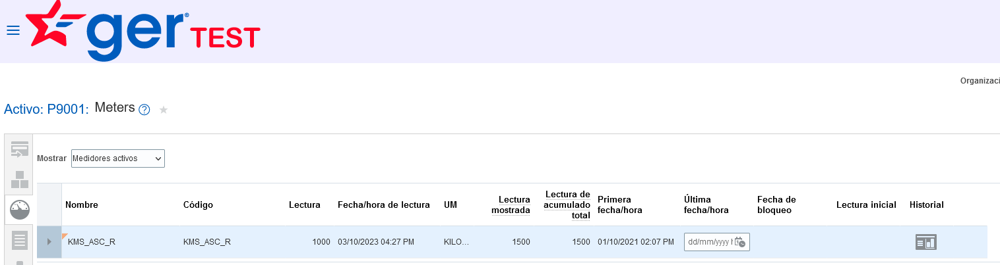 ger® TEST
Organizaci
Activo: P9001: Meters ?
Mostrar Medidores activos
Nombre Código Lectura Fecha/hora de lectura UM Lectura mostrada Lectura de acumulado total Primera fecha/hora Última fecha/hora Fecha de bloqueo Lectura inicial Historial
KMS_ASC_R KMS_ASC_R 1000 03/10/2023 04:27 PM KILO... 1500 1500 01/10/2021 02:07 PM dd/mm/yyyy h